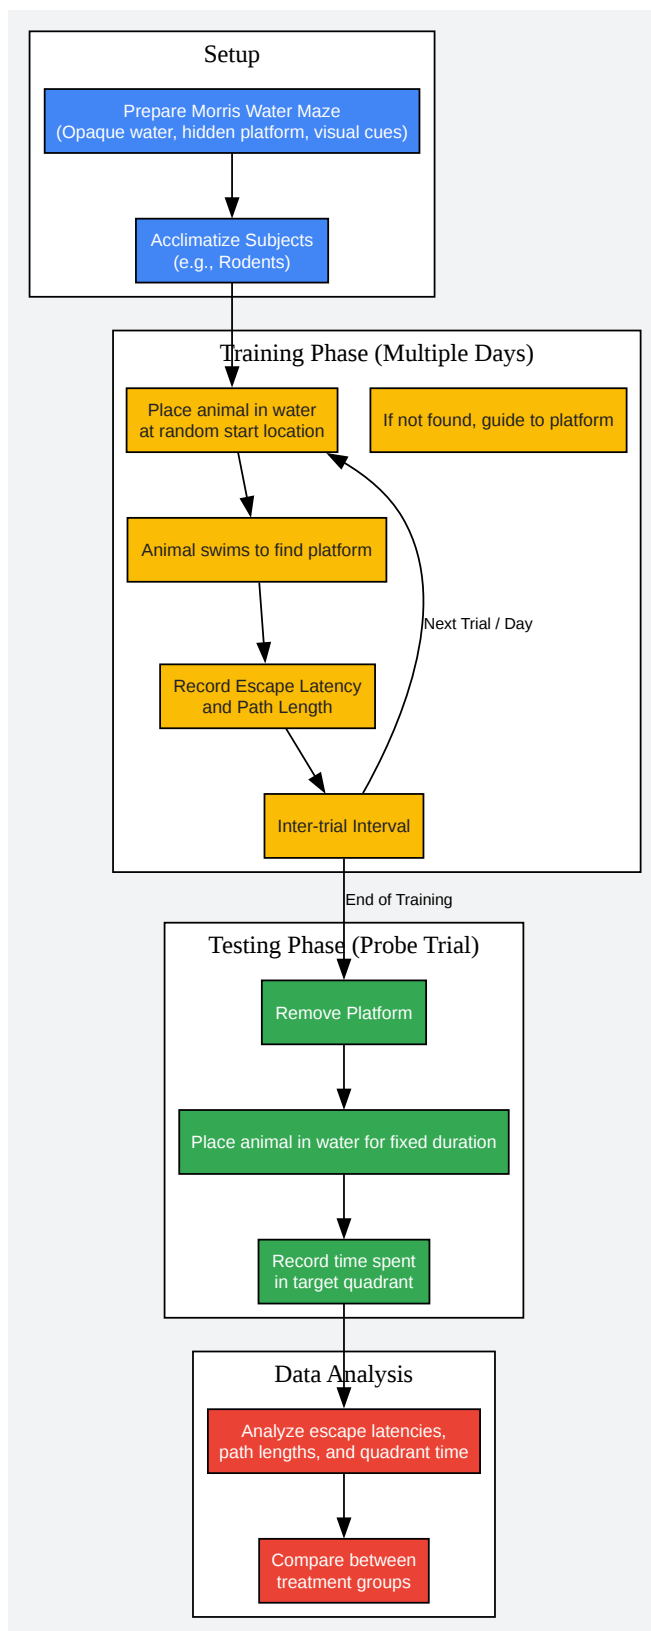 Setup
Prepare Morris Water Maze
(Opaque water, hidden platform, visual cues)
Acclimatize Subjects
(e.g., Rodents)
Training Phase (Multiple Days)
Place animal in water
at random start location
If not found, guide to platform
Animal swims to find platform
Next Trial / Day
Record Escape Latency
and Path Length
Inter-trial Interval
End of Training
Testing Phase (Probe Trial)
Remove Platform
Place animal in water for fixed duration
Record time spent
in target quadrant
Data Analysis
Analyze escape latencies,
path lengths, and quadrant time
Compare between
treatment groups